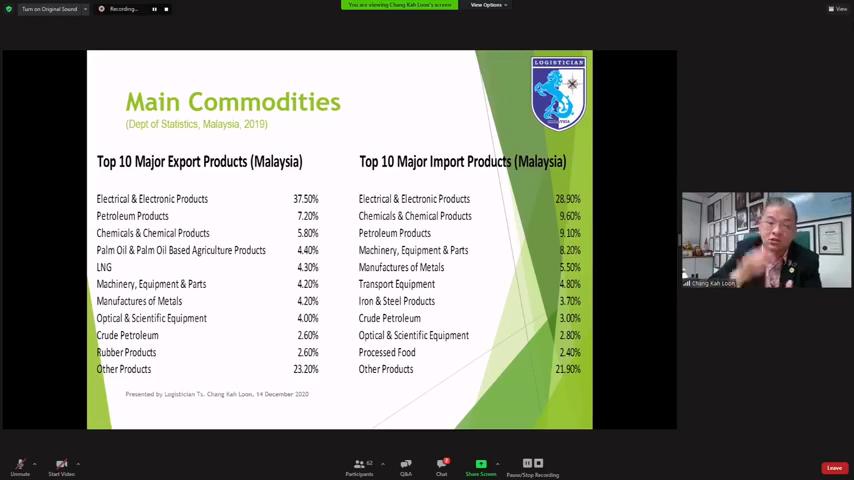 Turn on Original Sound
Recording...
You are viewing Chang Kah Loon's screen
View Options
View
LOGISTICIAN
Main Commodities
(Dept of Statistics, Malaysia, 2019)
Top 10 Major Export Products (Malaysia)
Electrical & Electronic Products 37.50%
Petroleum Products 7.20%
Chemicals & Chemical Products 5.80%
Palm Oil & Palm Oil Based Agriculture Products 4.40%
LNG 4.30%
Machinery, Equipment & Parts 4.20%
Manufactures of Metals 4.20%
Optical & Scientific Equipment 4.00%
Crude Petroleum 2.60%
Rubber Products 2.60%
Other Products 23.20%
Top 10 Major Import Products (Malaysia)
Electrical & Electronic Products 28.90%
Chemicals & Chemical Products 9.60%
Petroleum Products 9.10%
Machinery, Equipment & Parts 8.20%
Manufactures of Metals 5.50%
Transport Equipment 4.80%
Iron & Steel Products 3.70%
Crude Petroleum 3.00%
Optical & Scientific Equipment 2.80%
Processed Food 2.40%
Other Products 21.90%
Presented by Logistician Ts. Chang Kah Loon, 14 December 2020
Chang Kah Loon
Unmute
Start Video
Participants
62
Q&A
Chat
Share Screen
Pause/Stop Recording
Leave